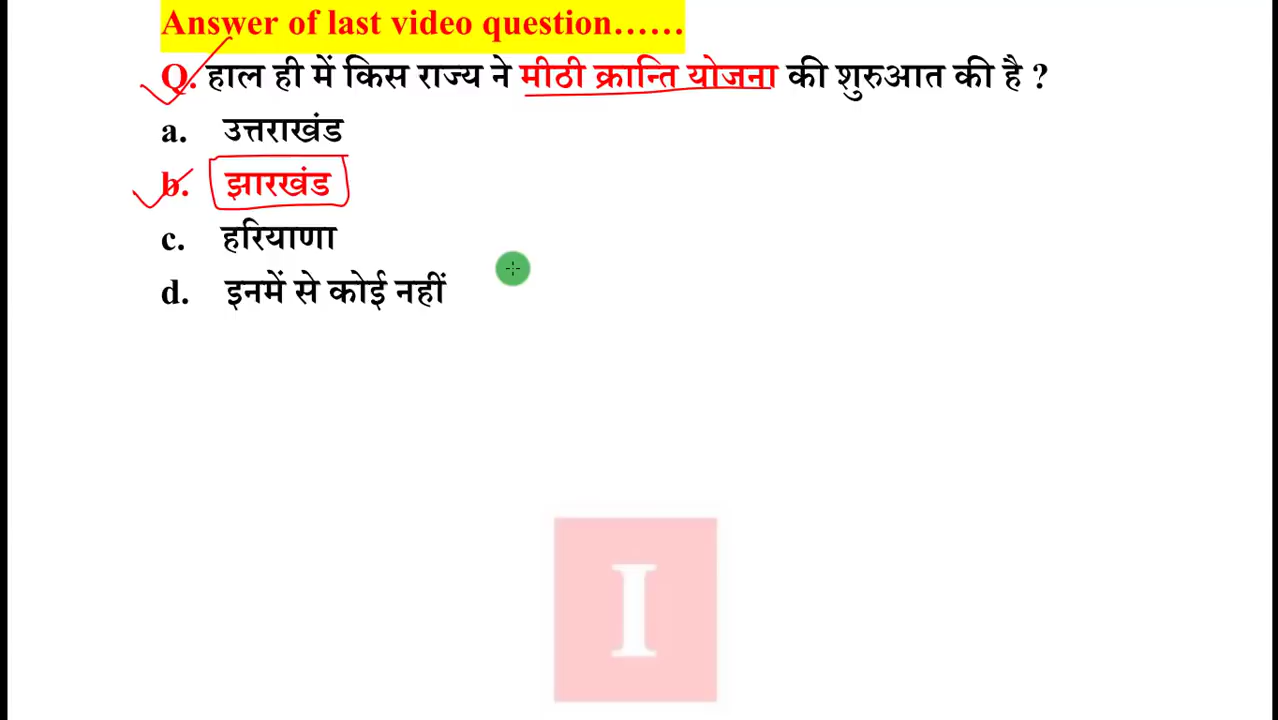 Answer of last video question……
Q. हाल ही में किस राज्य ने मीठी क्रान्ति योजना की शुरुआत की है ?
a. उत्तराखंड
b. झारखंड
c. हरियाणा
d. इनमें से कोई नहीं
I